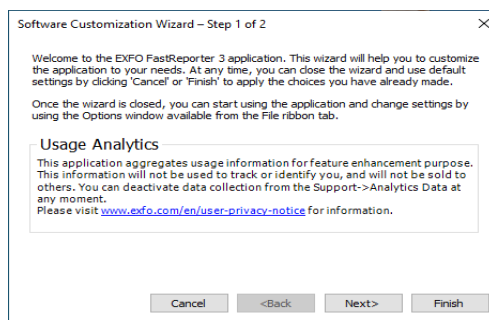 Software Customization Wizard – Step 1 of 2
Welcome to the EXFO FastReporter 3 application. This wizard will help you to customize
the application to your needs. At any time, you can close the wizard and use default
settings by clicking 'Cancel' or 'Finish' to apply the choices you have already made.
Once the wizard is closed, you can start using the application and change settings by
using the Options window available from the File ribbon tab.
Usage Analytics
This application aggregates usage information for feature enhancement purpose.
This information will not be used to track or identify you, and will not be sold to
others. You can deactivate data collection from the Support->Analytics Data at
any moment.
Please visit www.exfo.com/en/user-privacy-notice for information.
Cancel <Back Next> Finish